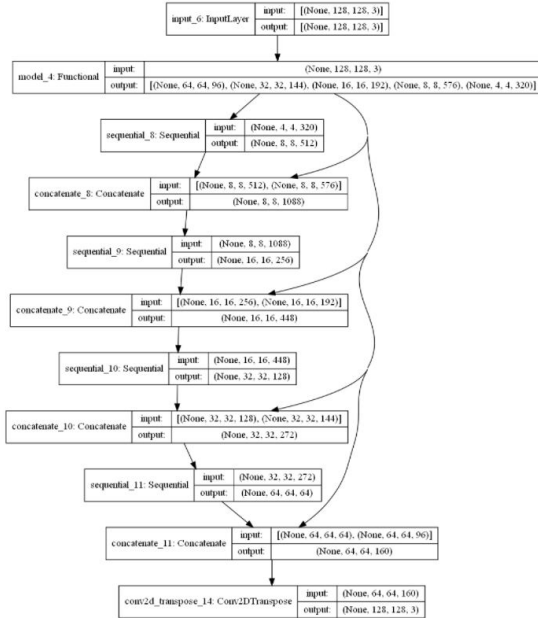 input_6: InputLayer
input: [(None, 128, 128, 3)]
output: [(None, 128, 128, 3)]
model_4: Functional
input: (None, 128, 128, 3)
output: [(None, 64, 64, 96), (None, 32, 32, 144), (None, 16, 16, 192), (None, 8, 8, 576), (None, 4, 4, 320)]
sequential_8: Sequential
input: (None, 4, 4, 320)
output: (None, 8, 8, 512)
concatenate_8: Concatenate
input: [(None, 8, 8, 512), (None, 8, 8, 576)]
output: (None, 8, 8, 1088)
sequential_9: Sequential
input: (None, 8, 8, 1088)
output: (None, 16, 16, 256)
concatenate_9: Concatenate
input: [(None, 16, 16, 256), (None, 16, 16, 192)]
output: (None, 16, 16, 448)
sequential_10: Sequential
input: (None, 16, 16, 448)
output: (None, 32, 32, 128)
concatenate_10: Concatenate
input: [(None, 32, 32, 128), (None, 32, 32, 144)]
output: (None, 32, 32, 272)
sequential_11: Sequential
input: (None, 32, 32, 272)
output: (None, 64, 64, 64)
concatenate_11: Concatenate
input: [(None, 64, 64, 64), (None, 64, 64, 96)]
output: (None, 64, 64, 160)
conv2d_transpose_14: Conv2DTranspose
input: (None, 64, 64, 160)
output: (None, 128, 128, 3)